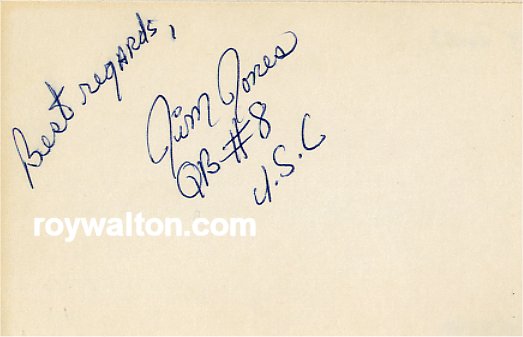 Best regards,
Jim Jones
QB #8
U.S.C
roywalton.com